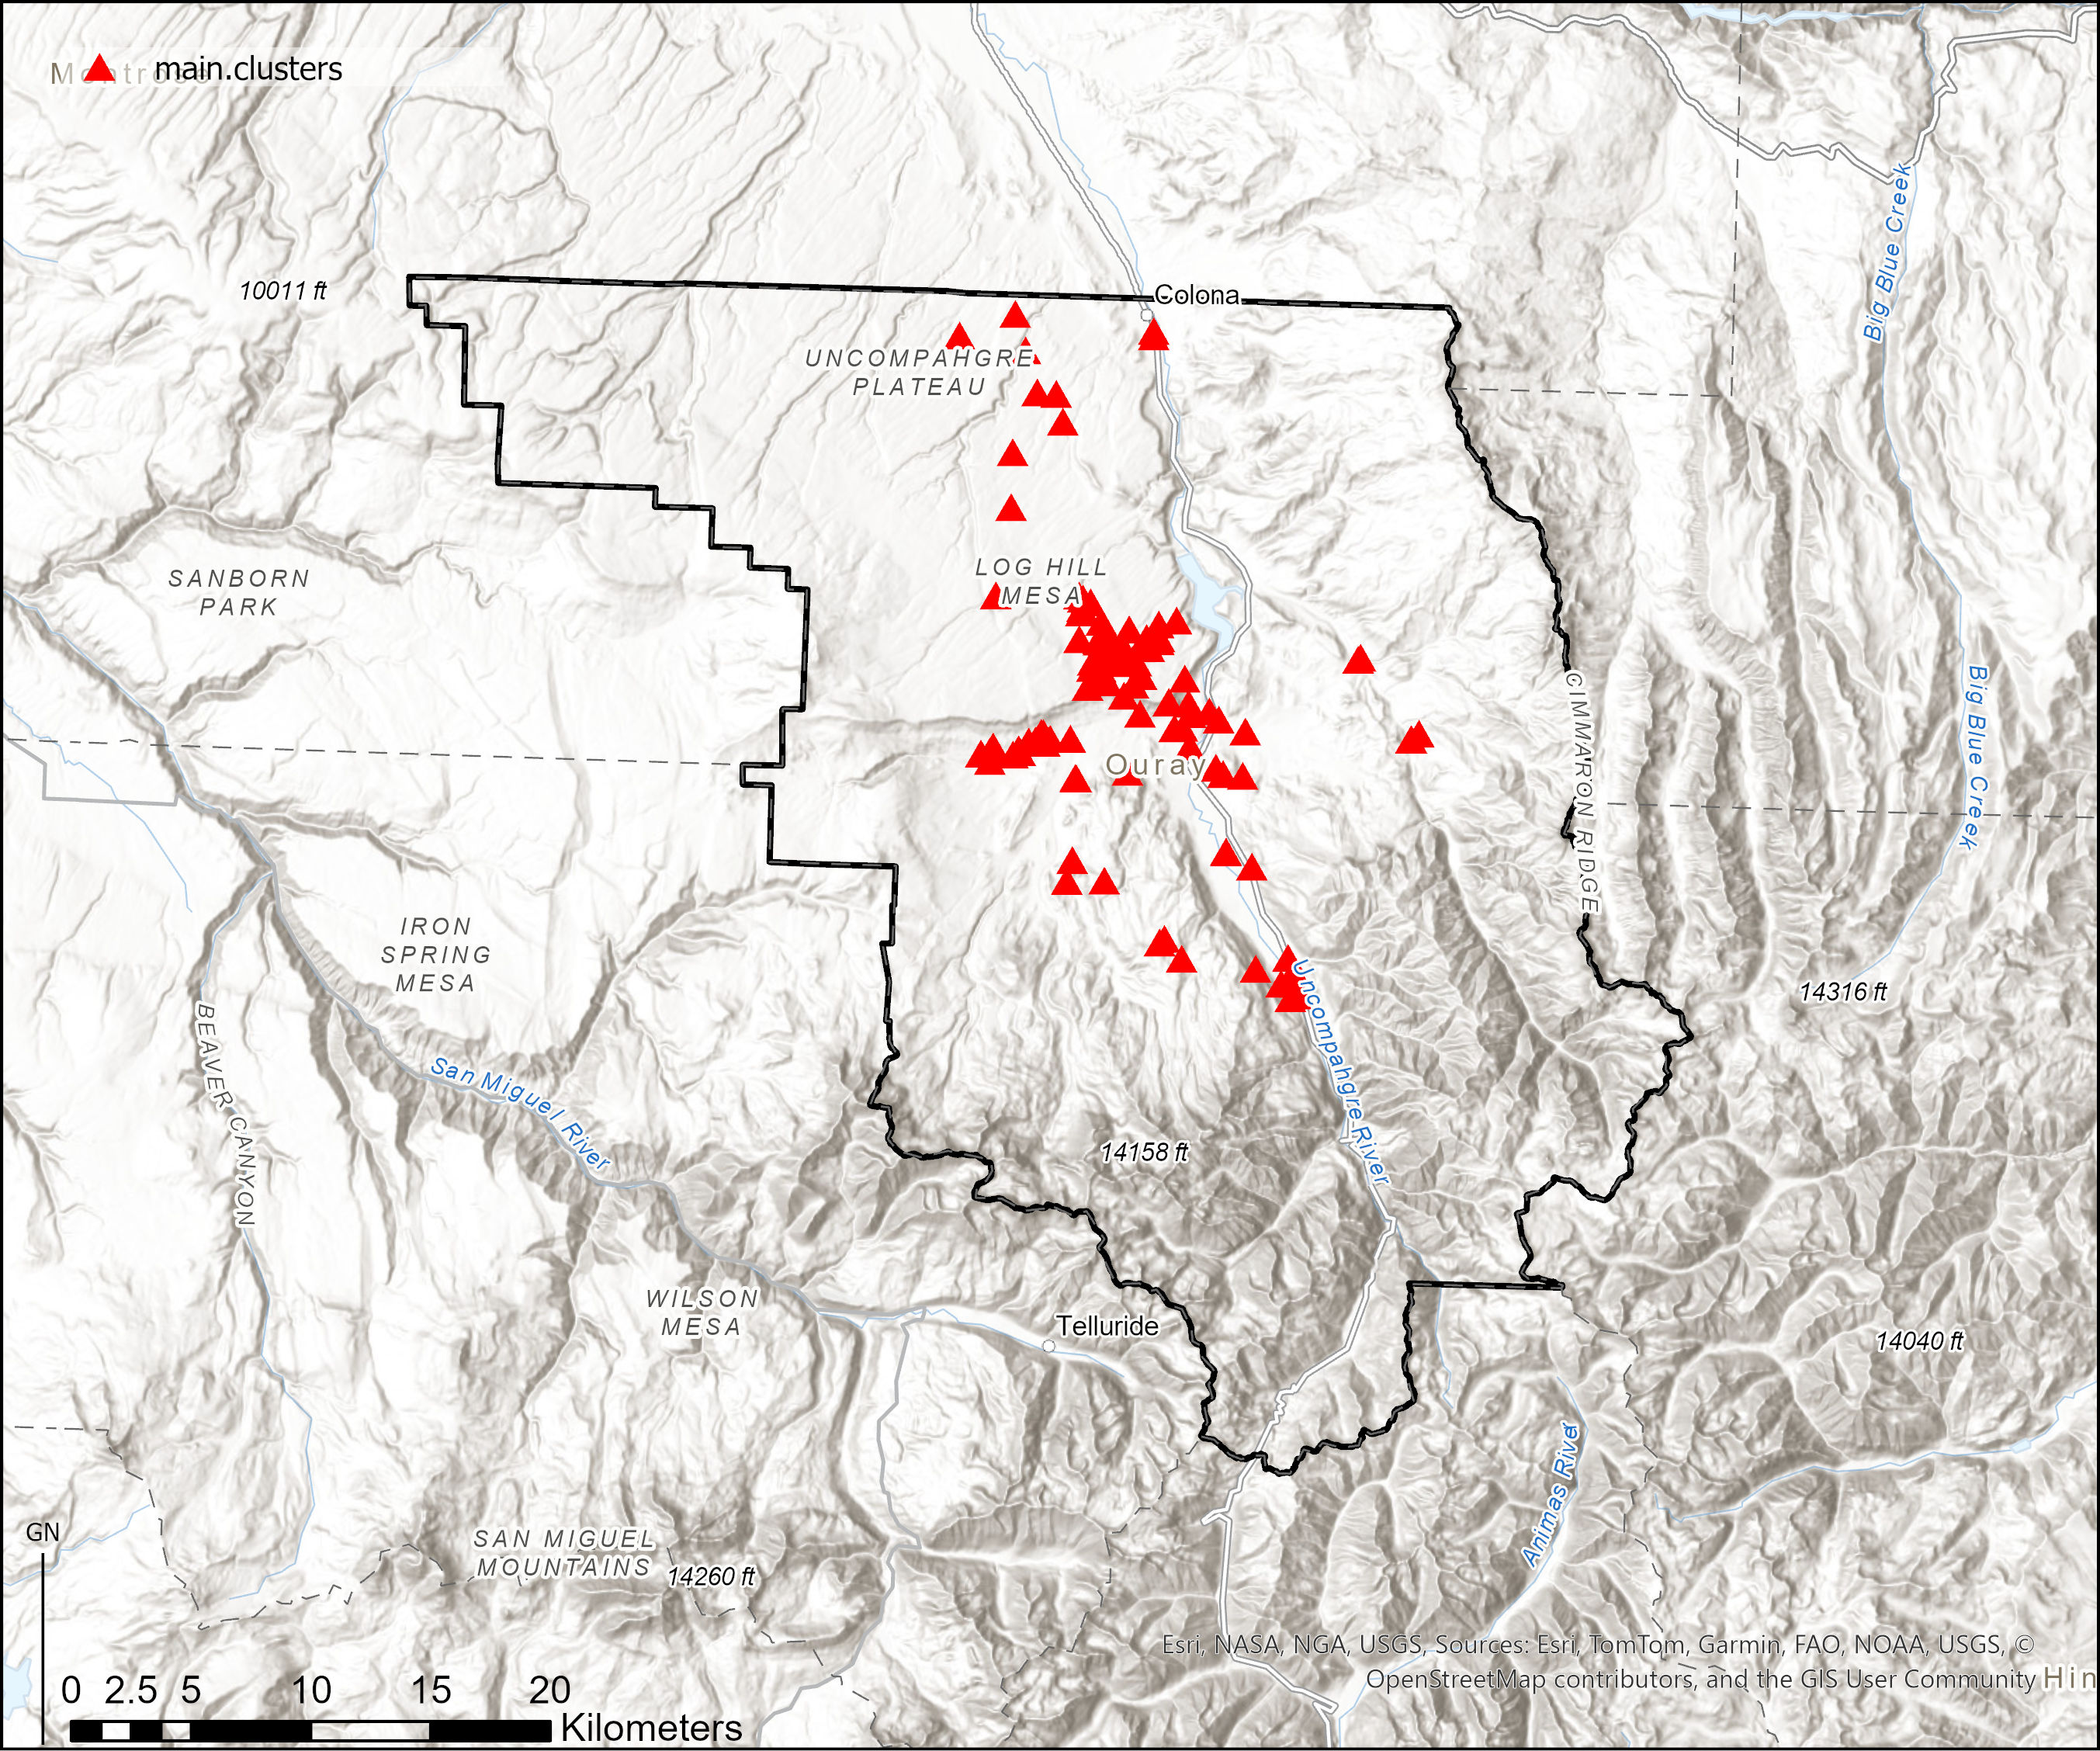 Montrose
main.clusters
10011 ft
Colona
Big Blue Creek
UNCOMPAHGRE
PLATEAU
LOG HILL
MESA
SANBORN
PARK
CIMMARON RIDGE
Big Blue Creek
Ouray
IRON
SPRING
MESA
BEAVER CANYON
San Miguel River
Uncompahgre River
14316 ft
14158 ft
WILSON
MESA
Telluride
14040 ft
Animas River
SAN MIGUEL
MOUNTAINS
14260 ft
GN
0 2.5 5 10 15 20
Kilometers
Esri, NASA, NGA, USGS, Sources: Esri, TomTom, Garmin, FAO, NOAA, USGS, ©
OpenStreetMap contributors, and the GIS User Community
Hin